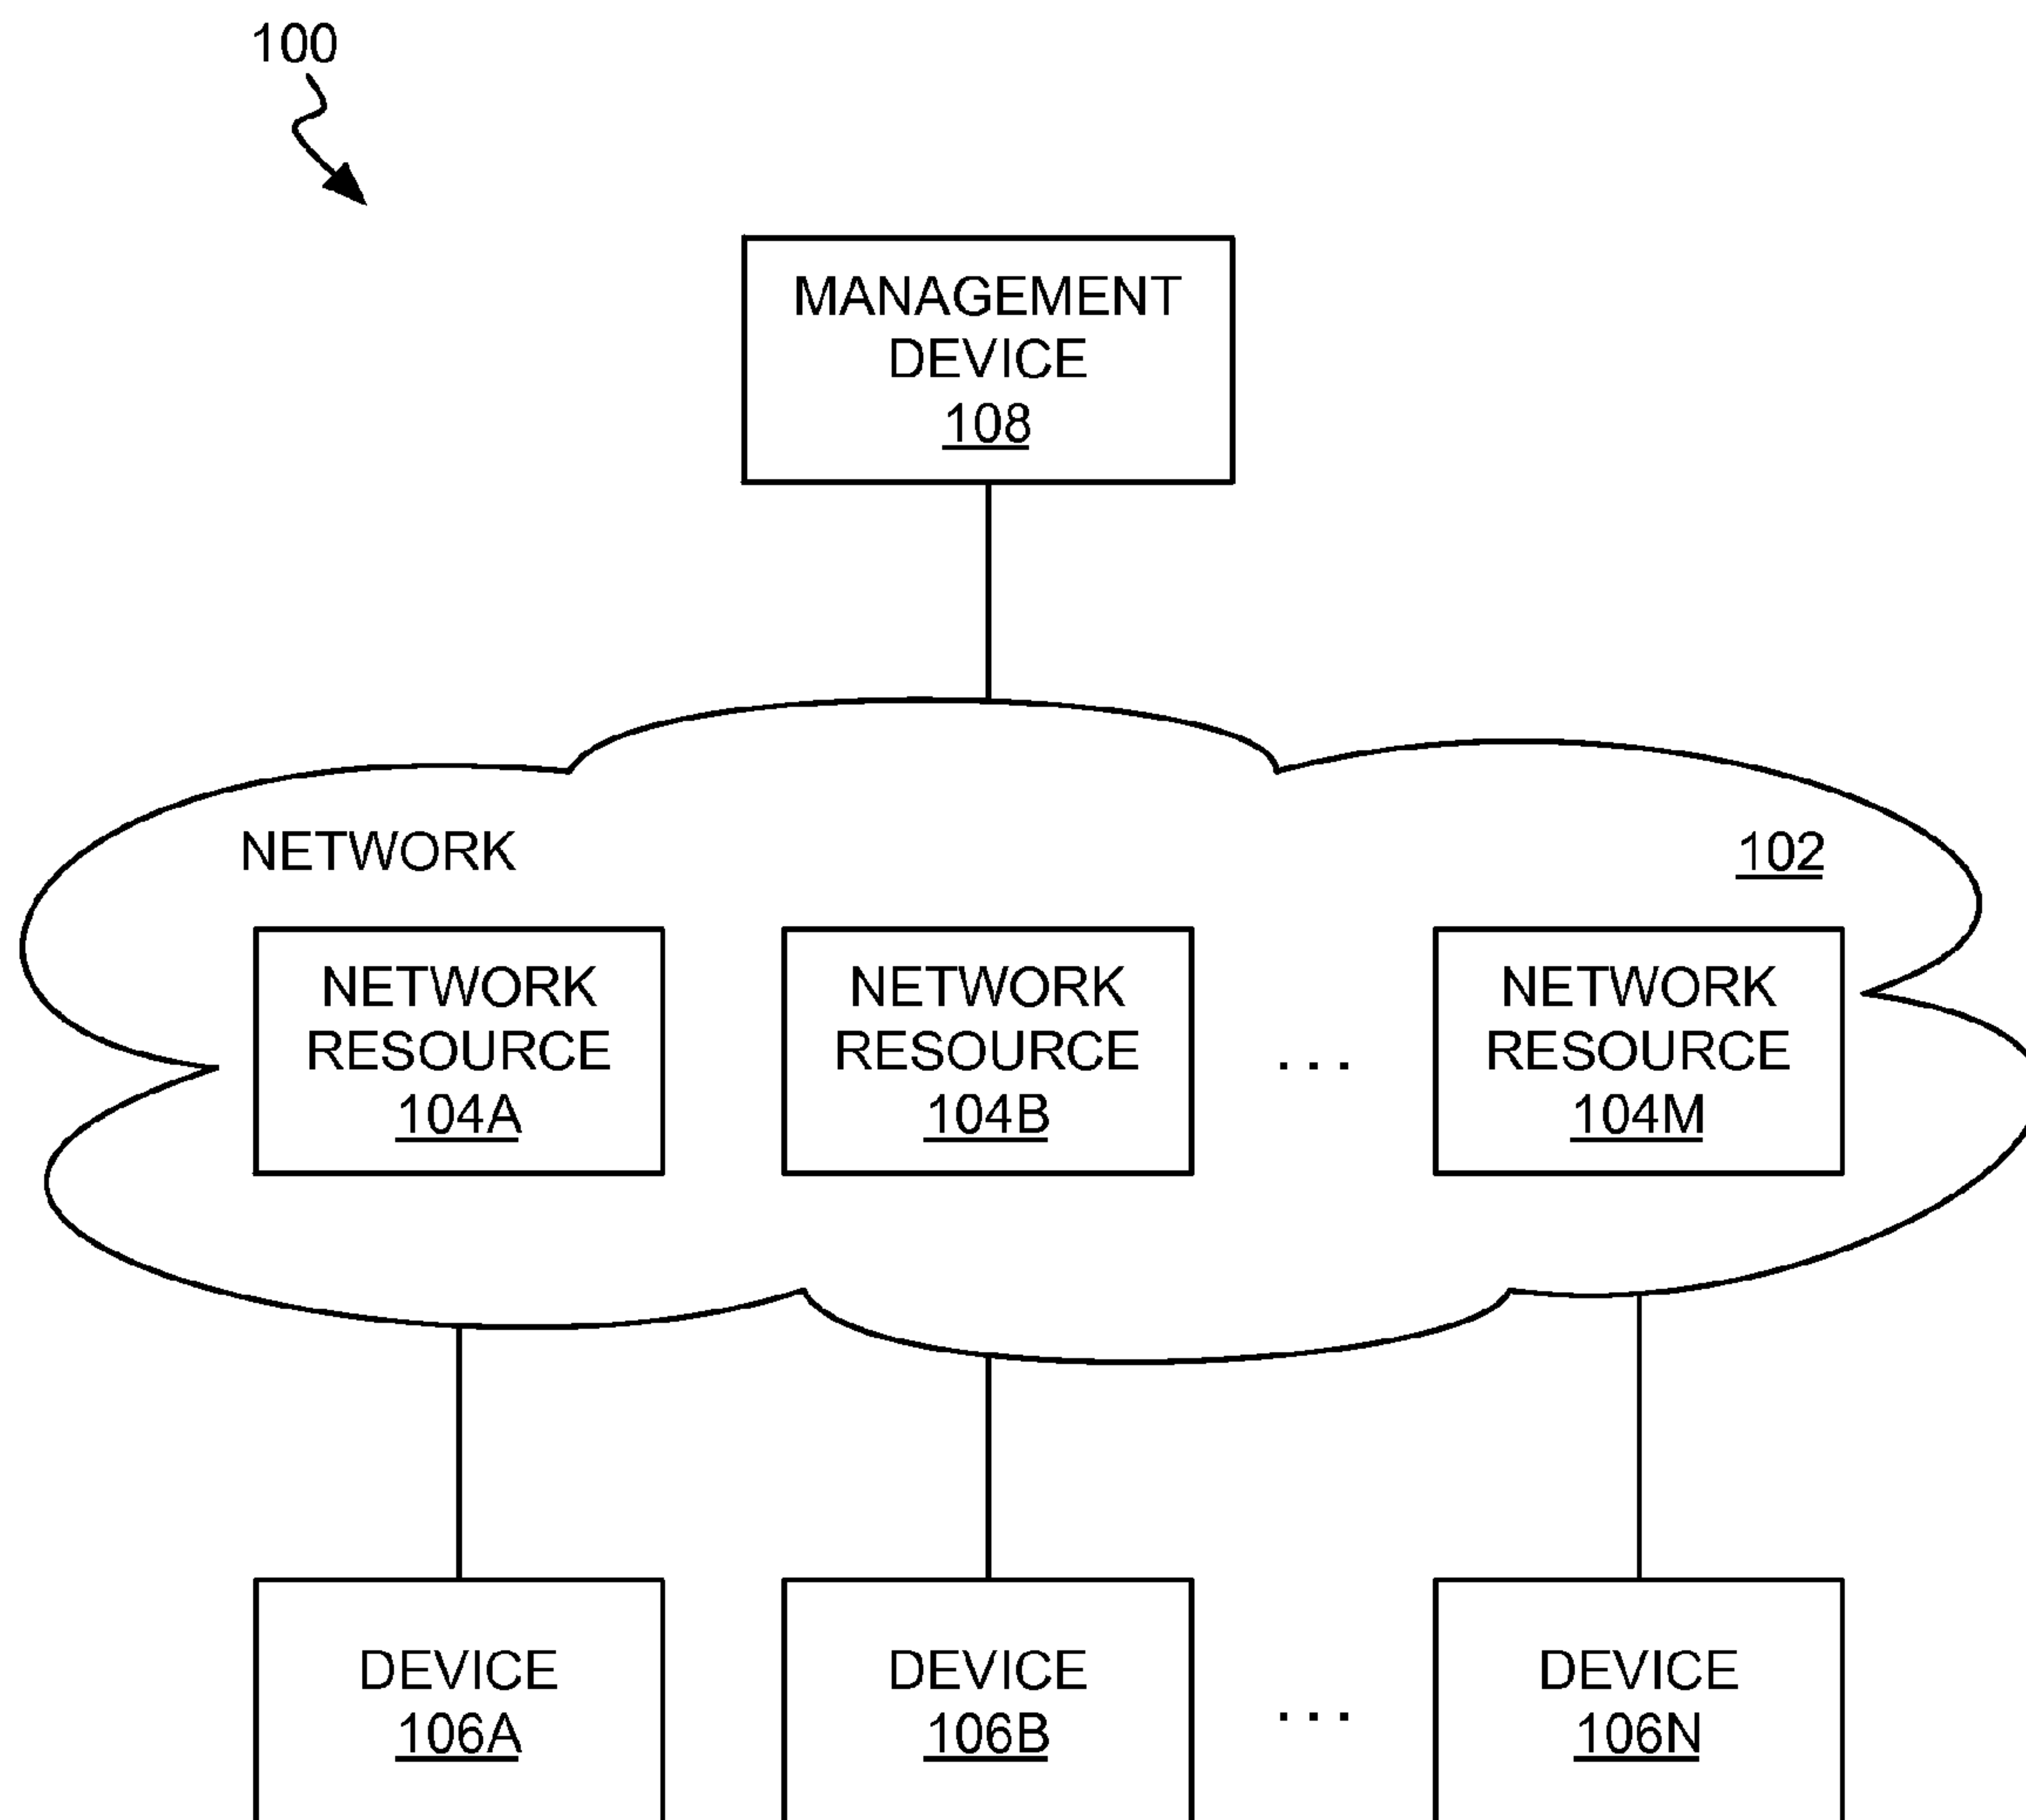 100
MANAGEMENT
DEVICE
108
NETWORK
102
NETWORK
RESOURCE
104A
NETWORK
RESOURCE
104B
. . .
NETWORK
RESOURCE
104M
DEVICE
106A
DEVICE
106B
. . .
DEVICE
106N